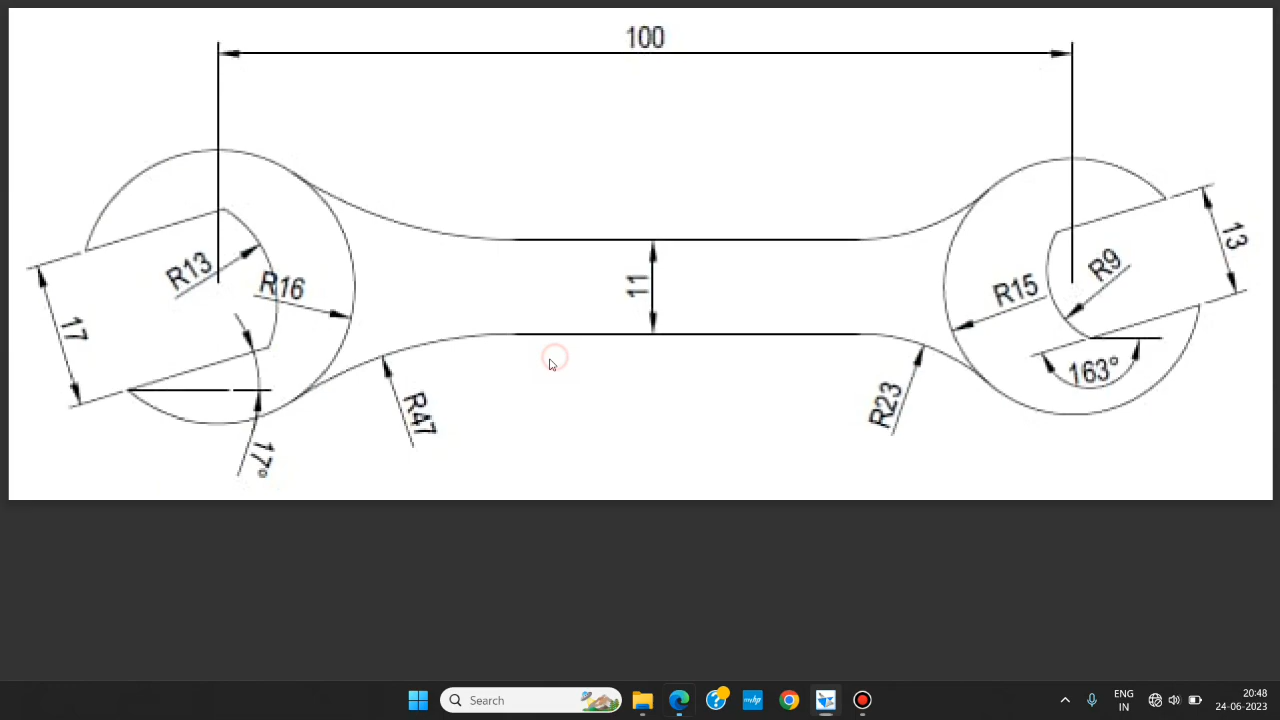 100
R13
R16
17
17°
R47
11
R23
R15
R9
13
163°
Search
mhp
ENG
IN
20:48
24-06-2023